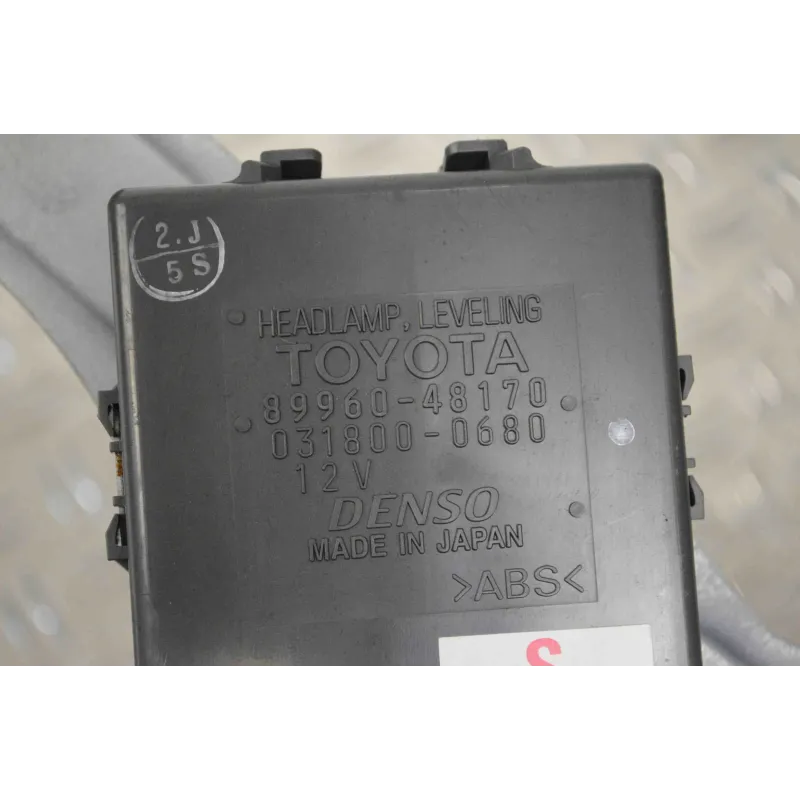 2.J
5S
HEADLAMP, LEVELING
TOYOTA
89960-48170
031800-0680
12V
DENSO
MADE IN JAPAN
>ABS<
S